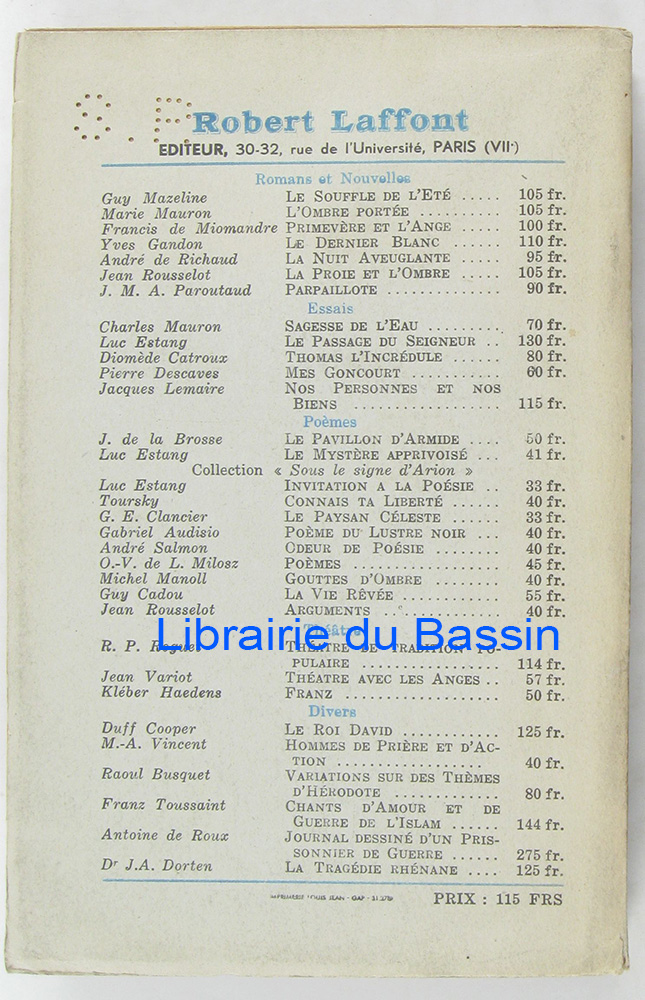 S.P.
Robert Laffont
EDITEUR, 30-32, rue de l'Université, PARIS (VIIᵉ)
Romans et Nouvelles
Guy Mazeline LE SOUFFLE DE L'ETÉ ..... 105 fr.
Marie Mauron L'OMBRE PORTÉE .......... 105 fr.
Francis de Miomandre PRIMEVÈRE ET L'ANGE ..... 100 fr.
Yves Gandon LE DERNIER BLANC ...... 110 fr.
André de Richaud LA NUIT AVEUGLANTE ..... 95 fr.
Jean Rousselot LA PROIE ET L'OMBRE ..... 105 fr.
J. M. A. Paroutaud PARPAILLOTE .............. 90 fr.
Essais
Charles Mauron SAGESSE DE L'EAU ......... 70 fr.
Luc Estang LE PASSAGE DU SEIGNEUR .. 130 fr.
Diomède Catroux THOMAS L'INCRÉDULE ...... 80 fr.
Pierre Descaves MES GONCOURT ........... 60 fr.
Jacques Lemaire NOS PERSONNES ET NOS
BIENS .................. 115 fr.
Poèmes
J. de la Brosse LE PAVILLON D'ARMIDE .... 50 fr.
Luc Estang LE MYSTÈRE APPRIVOISÉ ... 41 fr.
Collection « Sous le signe d'Arion »
Luc Estang INVITATION A LA POÉSIE .. 33 fr.
Toursky CONNAIS TA LIBERTÉ ...... 40 fr.
G. E. Clancier LE PAYSAN CÉLESTE ...... 33 fr.
Gabriel Audisio POÈME DU LUSTRE NOIR ... 40 fr.
André Salmon ODEUR DE POÉSIE ........ 40 fr.
O.-V. de L. Milosz POÈMES .................. 45 fr.
Michel Manoll GOUTTES D'OMBRE ........ 40 fr.
Guy Cadou LA VIE RÊVÉE ............ 55 fr.
Jean Rousselot ARGUMENTS .............. 40 fr.
Théâtre
Librairie du Bassin
R. P. Roguet THÉATRE DE TRADITION PO-
PULAIRE ................. 114 fr.
Jean Variot THÉATRE AVEC LES ANGES .. 57 fr.
Kléber Haedens FRANZ ................... 50 fr.
Divers
Duff Cooper LE ROI DAVID ............ 125 fr.
M.-A. Vincent HOMMES DE PRIÈRE ET D'AC-
TION .................. 40 fr.
Raoul Busquet VARIATIONS SUR DES THÈMES
D'HÉRODOTE ............. 80 fr.
Franz Toussaint CHANTS D'AMOUR ET DE
GUERRE DE L'ISLAM ...... 144 fr.
Antoine de Roux JOURNAL DESSINÉ D'UN PRIS-
SONNIER DE GUERRE ...... 275 fr.
Dr J.A. Dorten LA TRAGÉDIE RHÉNANE .... 125 fr.
IMPRIMERIE LOUIS JEAN - GAP
PRIX : 115 FRS